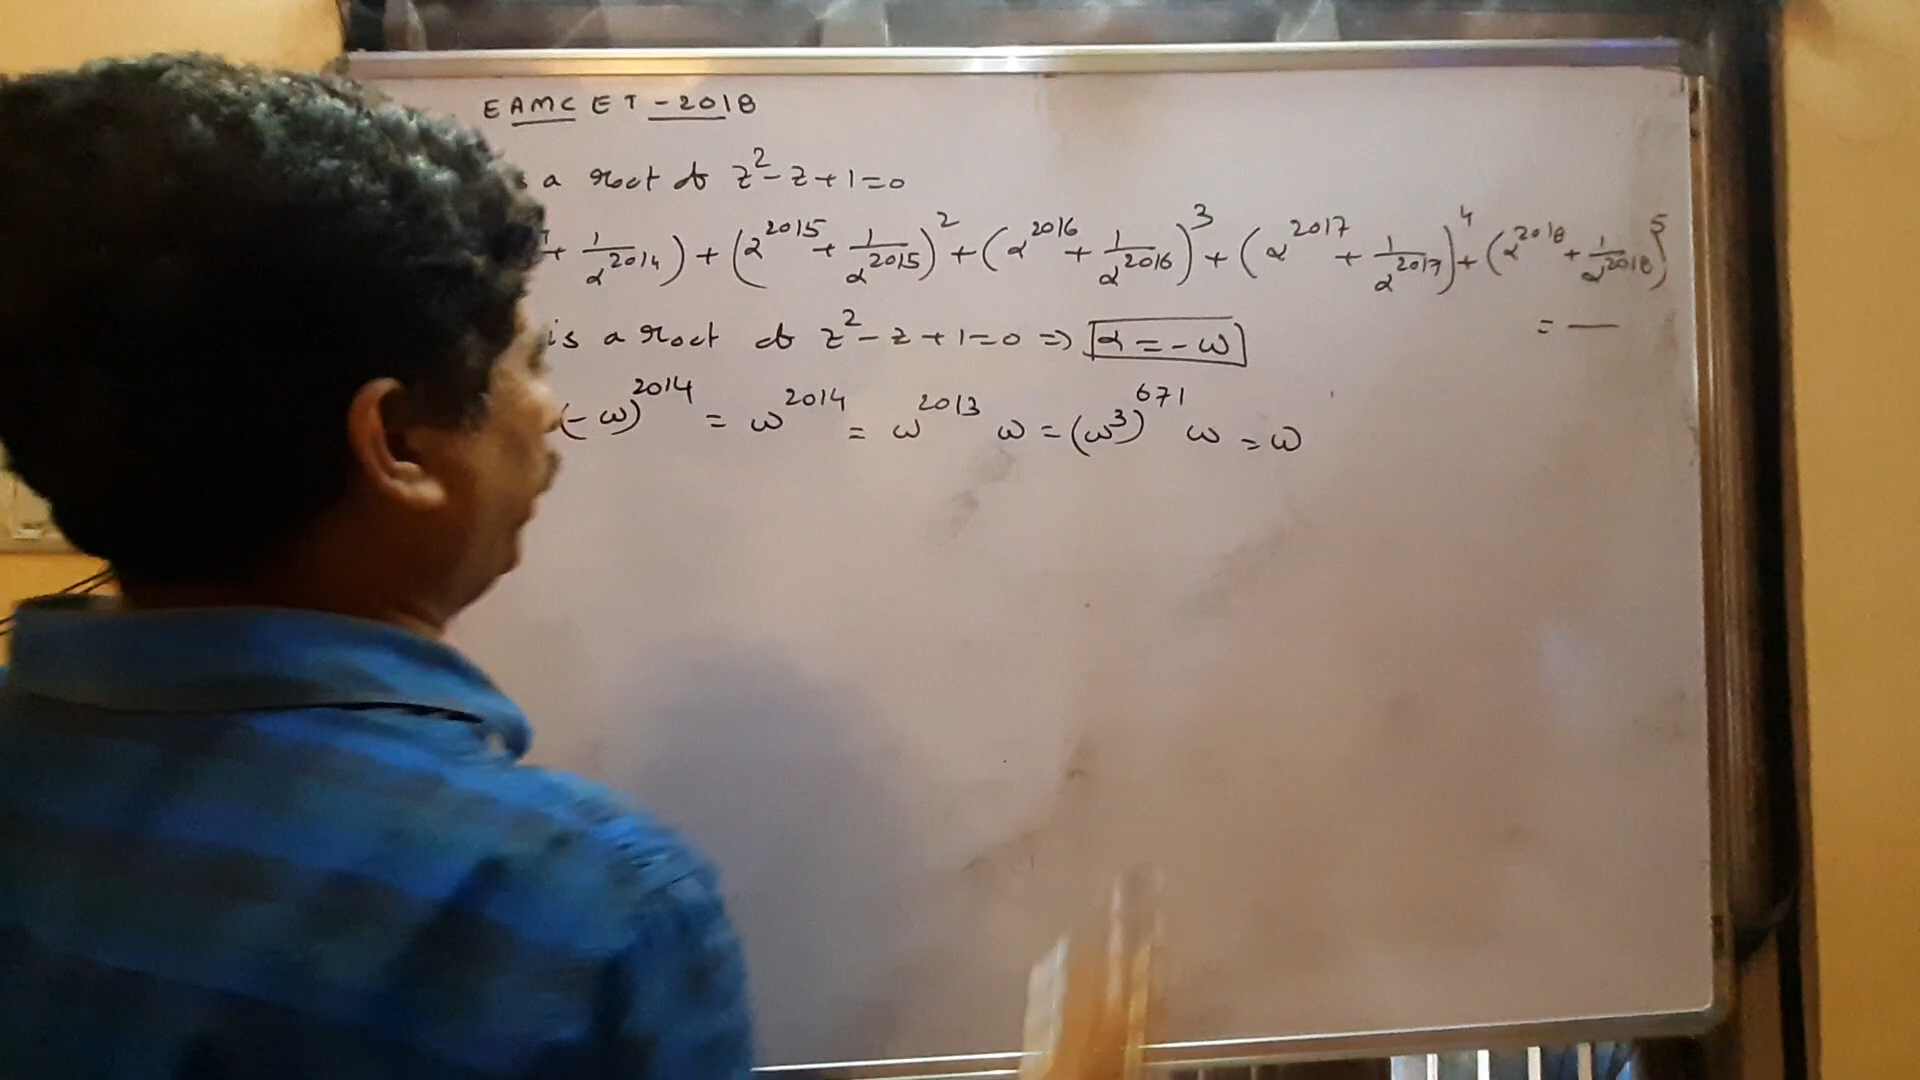 EAMCET - 2018
a root of z² - z + 1 = 0
+ 1/α²⁰¹⁴) + (α²⁰¹⁵ + 1/α²⁰¹⁵)² + (α²⁰¹⁶ + 1/α²⁰¹⁶)³ + (α²⁰¹⁷ + 1/α²⁰¹⁷)⁴ + (α²⁰¹⁸ + 1/α²⁰¹⁸)⁵
= —
is a root of z² - z + 1 = 0 ⇒ α = -ω
(-ω)²⁰¹⁴ = ω²⁰¹⁴ = ω²⁰¹³ ω = (ω³)⁶⁷¹ ω = ω